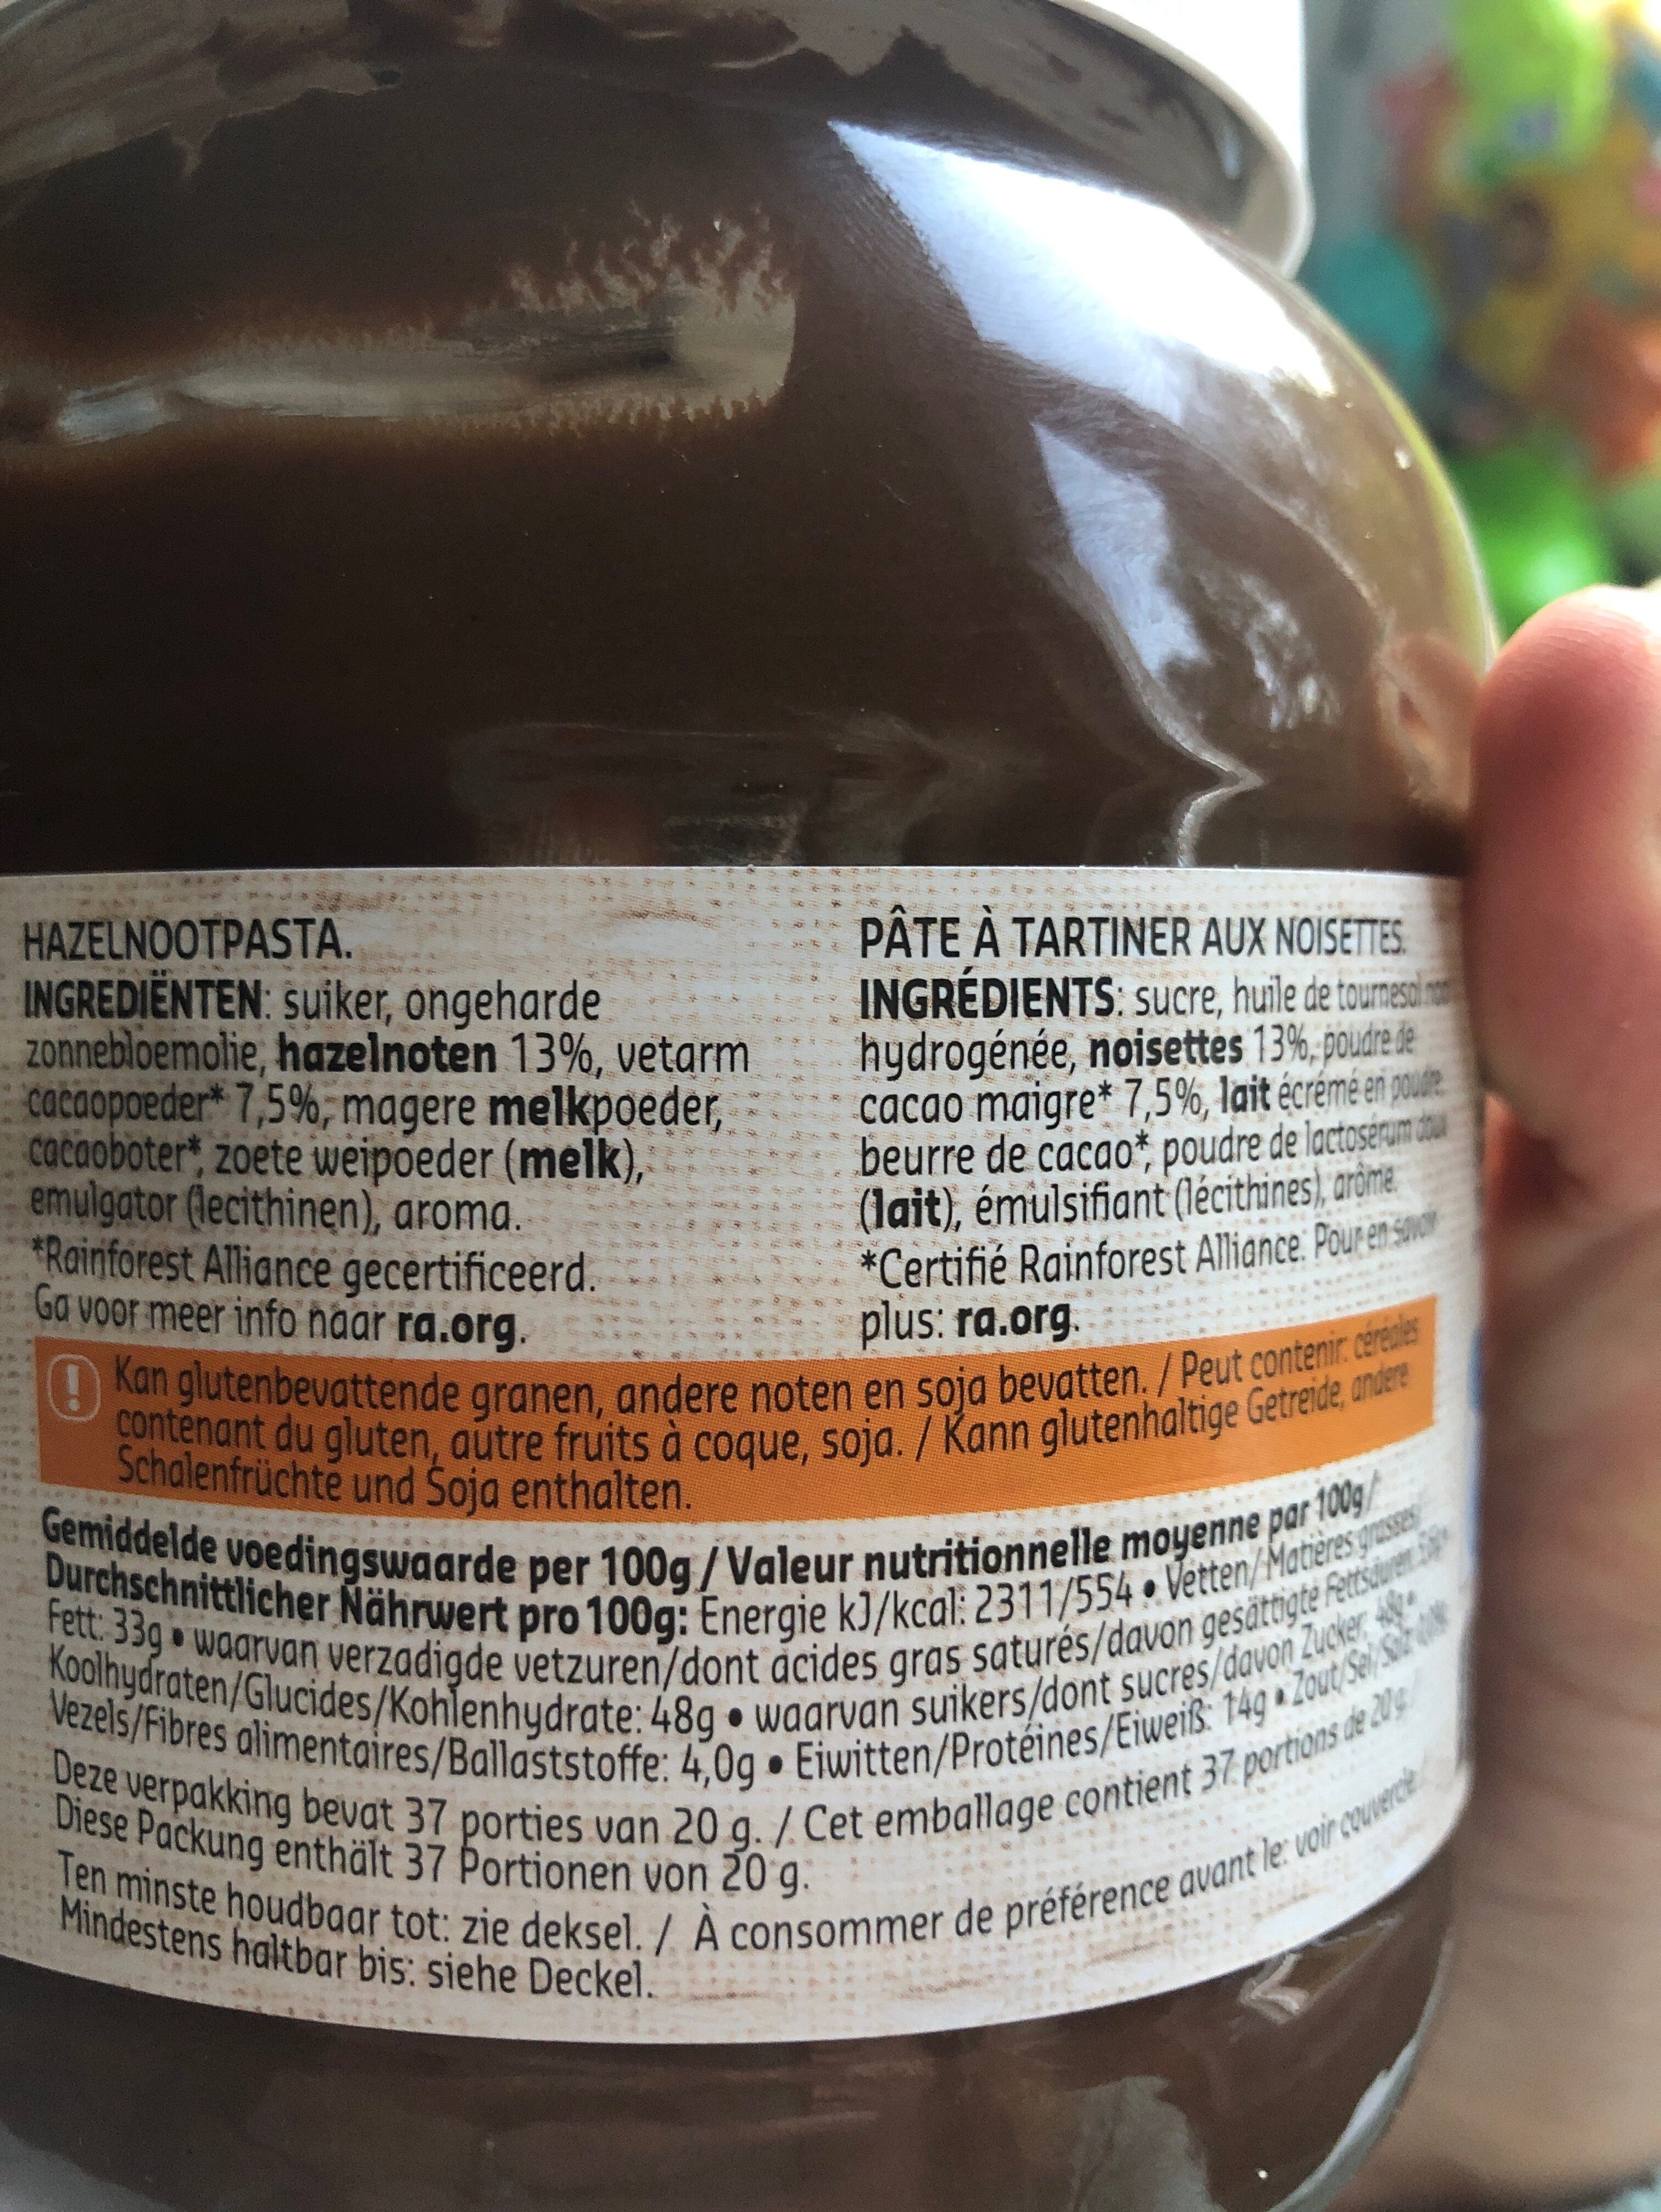 HAZELNOOTPASTA.
INGREDIËNTEN: suiker, ongeharde
zonnebloemolie, hazelnoten 13%, vetarm
cacaopoeder* 7,5%, magere melkpoeder,
cacaoboter*, zoete weipoeder (melk),
emulgator (lecithinen), aroma.
*Rainforest Alliance gecertificeerd.
Ga voor meer info naar ra.org.
PÂTE À TARTINER AUX NOISETTES.
INGRÉDIENTS: sucre, huile de tournesol non
hydrogénée, noisettes 13%, poudre de
cacao maigre* 7,5%, lait écrémé en poudre,
beurre de cacao*, poudre de lactosérum doux
(lait), émulsifiant (lécithines), arôme.
*Certifié Rainforest Alliance. Pour en savoir
plus: ra.org.
! Kan glutenbevattende granen, andere noten en soja bevatten. / Peut contenir: céréales
contenant du gluten, autre fruits à coque, soja. / Kann glutenhaltige Getreide, andere
Schalenfrüchte und Soja enthalten.
Gemiddelde voedingswaarde per 100g / Valeur nutritionnelle moyenne par 100g /
Durchschnittlicher Nährwert pro 100g: Energie kJ/kcal: 2311/554 • Vetten/Matières grasses/
Fett: 33g • waarvan verzadigde vetzuren/dont acides gras saturés/davon gesättigte Fettsäuren:
Koolhydraten/Glucides/Kohlenhydrate: 48g • waarvan suikers/dont sucres/davon Zucker: 48g •
Vezels/Fibres alimentaires/Ballaststoffe: 4,0g • Eiwitten/Protéines/Eiweiß: 14g • Zout/Sel/Salz:
Deze verpakking bevat 37 porties van 20 g. / Cet emballage contient 37 portions de 20 g. /
Diese Packung enthält 37 Portionen von 20 g.
Ten minste houdbaar tot: zie deksel. / À consommer de préférence avant le: voir couvercle.
Mindestens haltbar bis: siehe Deckel.